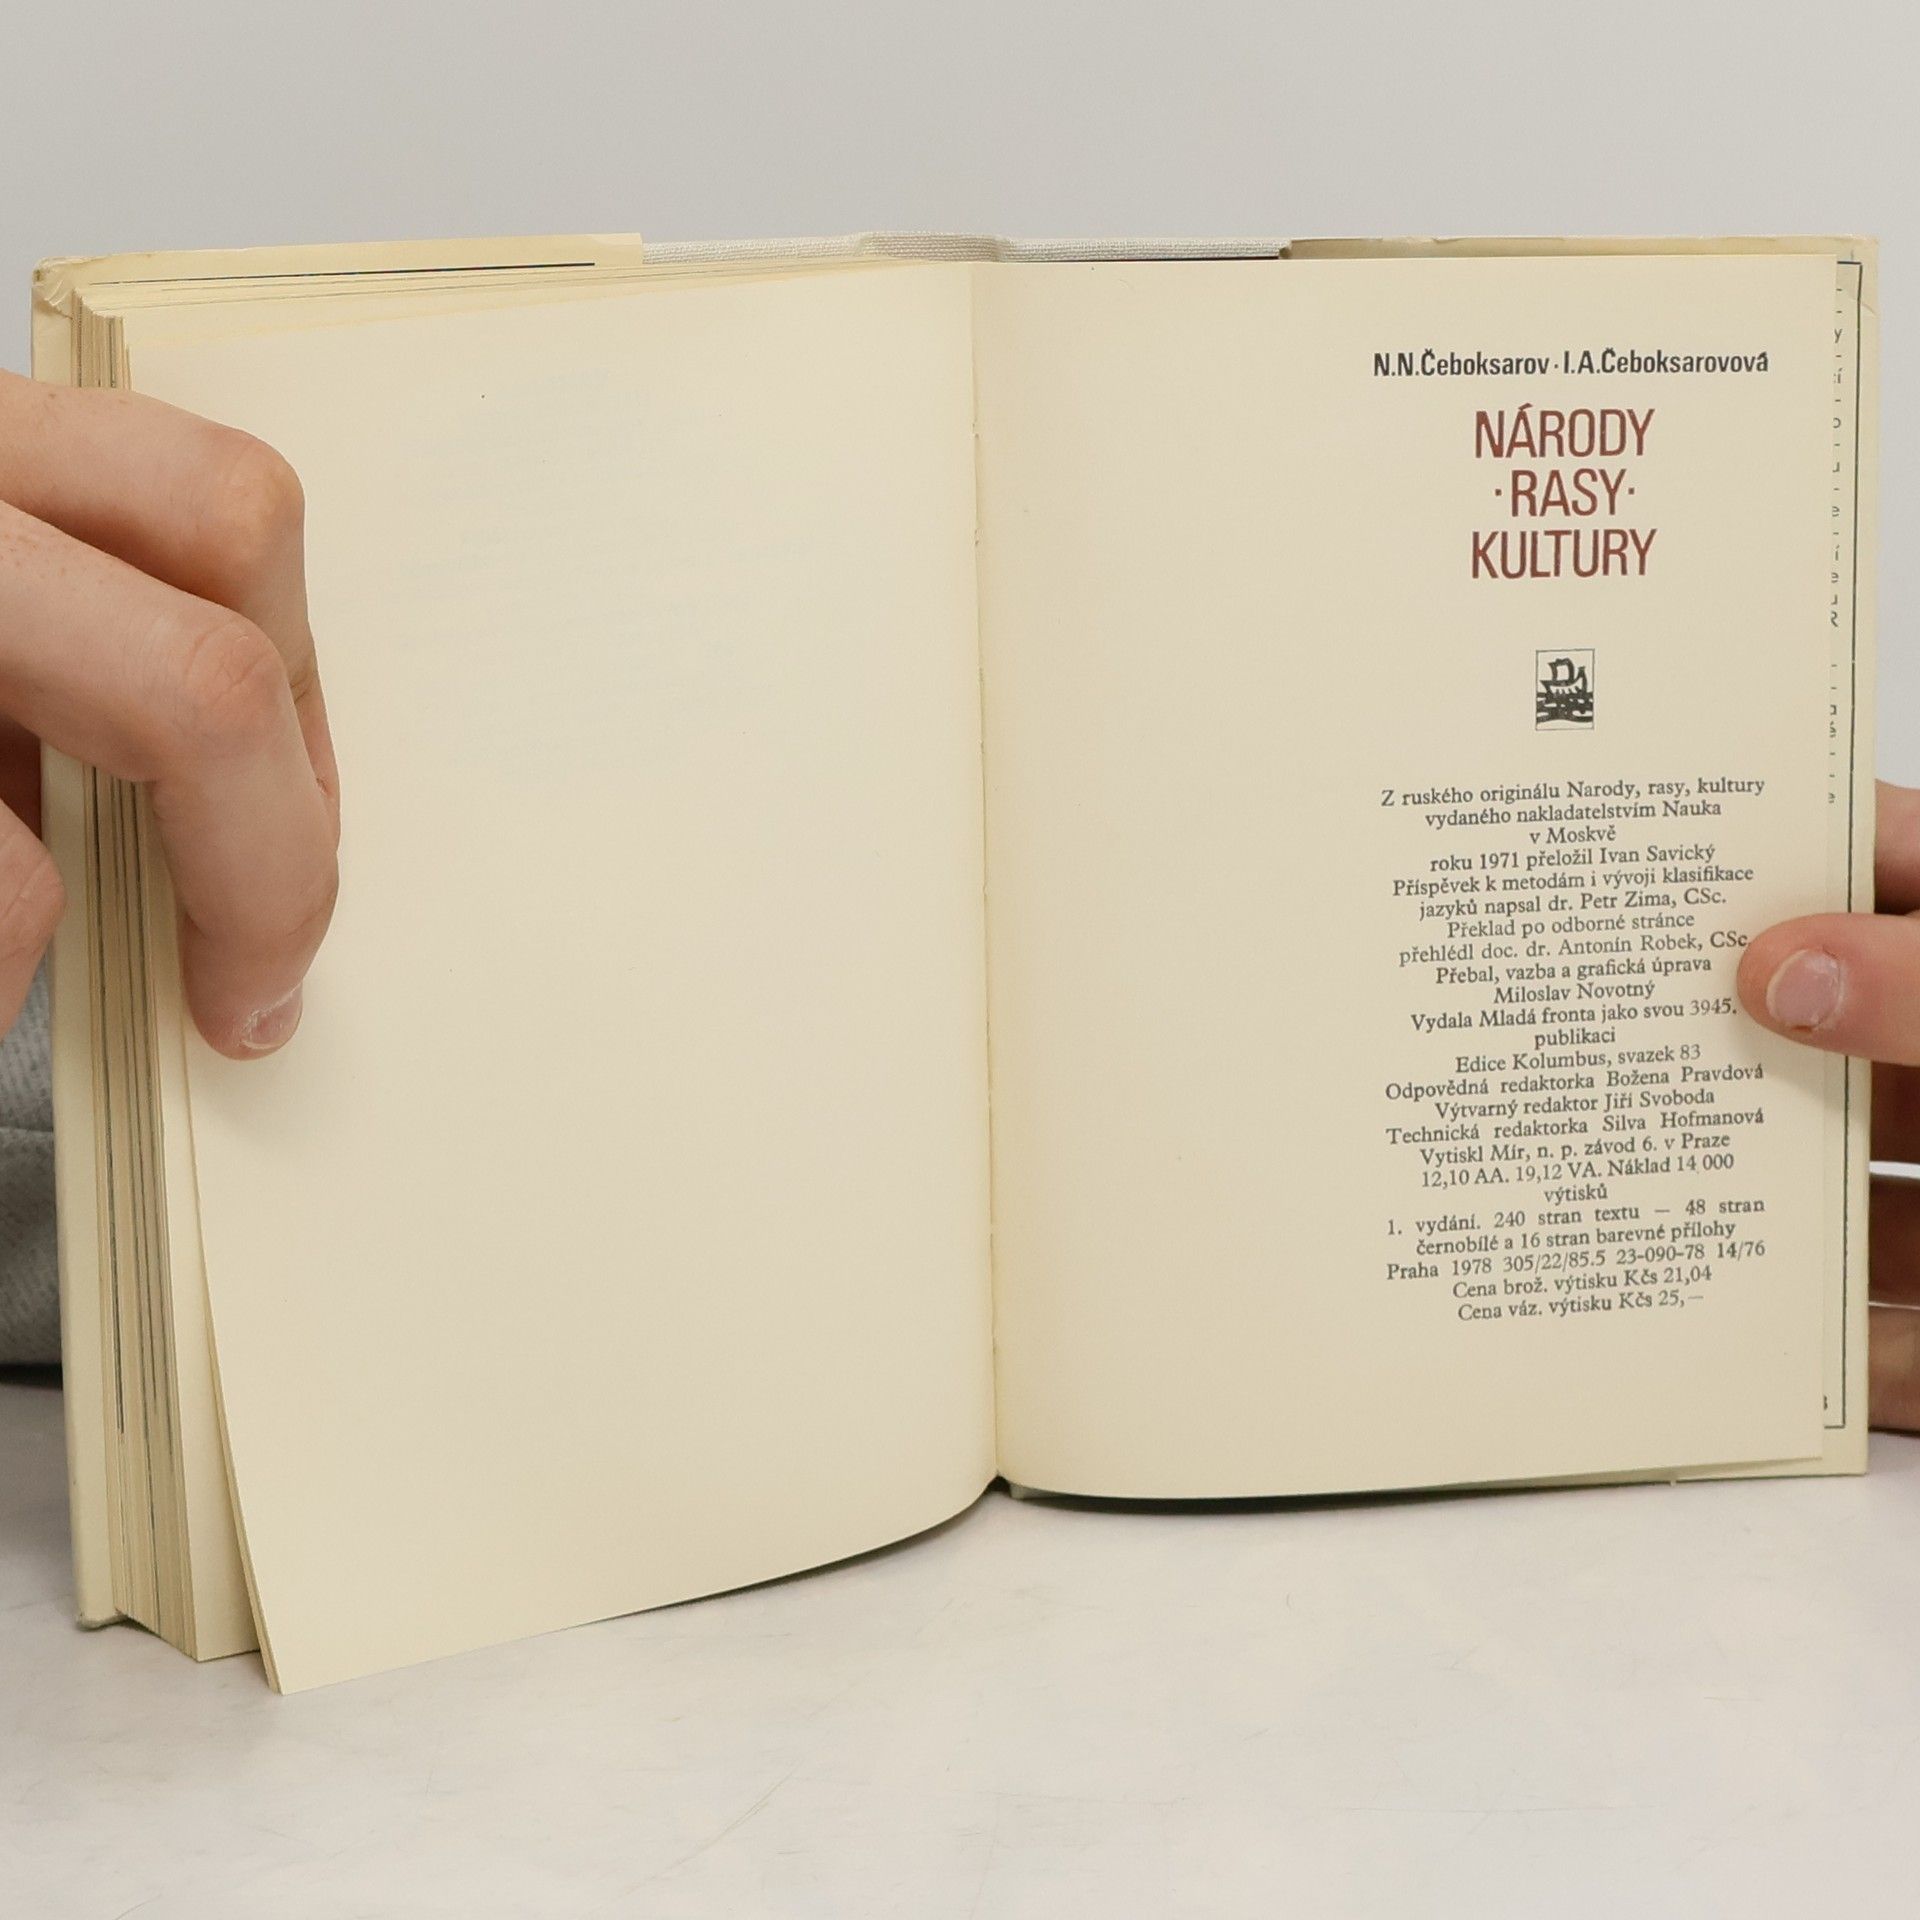 N.N.Čeboksarov·I.A.Čeboksarovová
NÁRODY
·RASY·
KULTURY
Z ruského originálu Narody, rasy, kultury
vydaného nakladatelstvím Nauka
v Moskvě
roku 1971 přeložil Ivan Savický
Příspěvek k metodám i vývoji klasifikace
jazyků napsal dr. Petr Zima, CSc.
Překlad po odborné stránce
přehlédl doc. dr. Antonín Robek, CSc.
Přebal, vazba a grafická úprava
Miloslav Novotný
Vydala Mladá fronta jako svou 3945.
publikaci
Edice Kolumbus, svazek 83
Odpovědná redaktorka Božena Pravdová
Výtvarný redaktor Jiří Svoboda
Technická redaktorka Silva Hofmanová
Vytiskl Mír, n. p. závod 6. v Praze
12,10 AA. 19,12 VA. Náklad 14 000
výtisků
1. vydání. 240 stran textu — 48 stran
černobílé a 16 stran barevné přílohy
Praha 1978 305/22/85.5 23-090-78 14/76
Cena brož. výtisku Kčs 21,04
Cena váz. výtisku Kčs 25,—